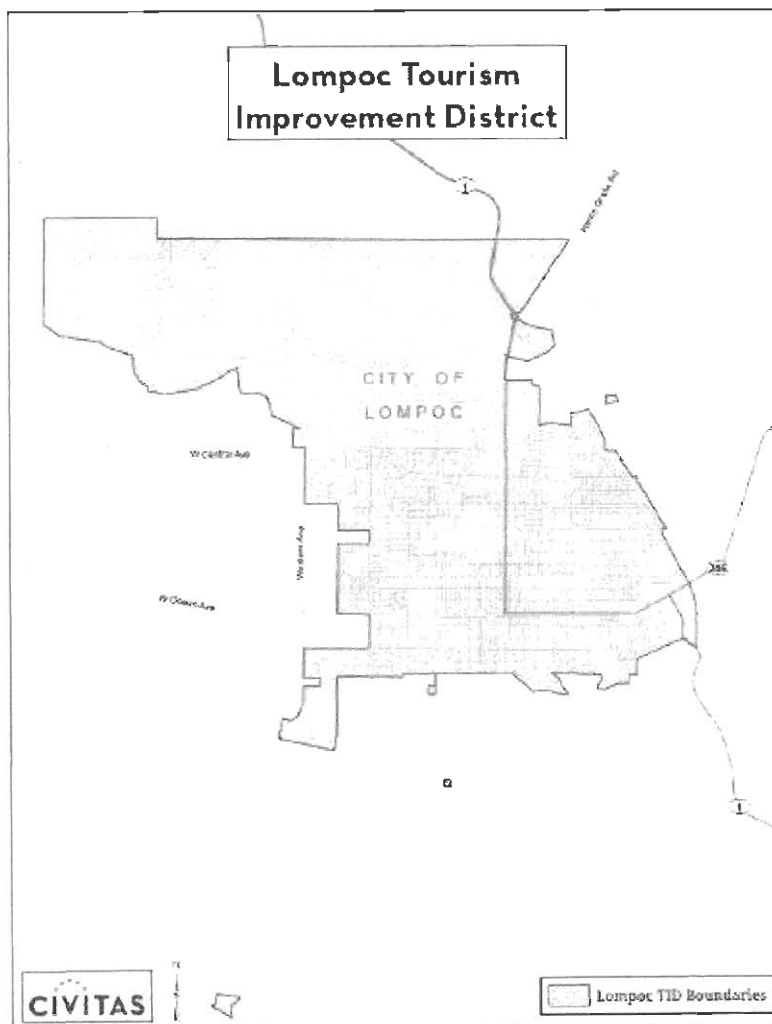 Lompoc Tourism
Improvement District
1
CITY OF
LOMPOC
W Central Ave
W Ocean Ave
246
1
CIVITAS
N
Lompoc TID Boundaries